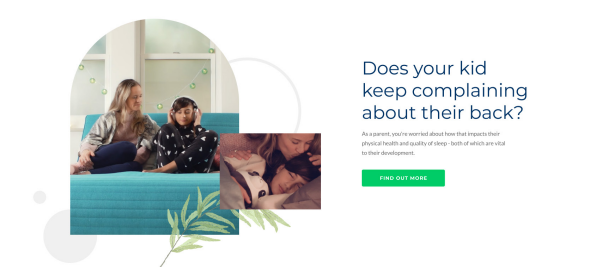 Does your kid
keep complaining
about their back?
As a parent, you're worried about how that impacts their
physical health and quality of sleep - both of which are vital
to their development.
FIND OUT MORE